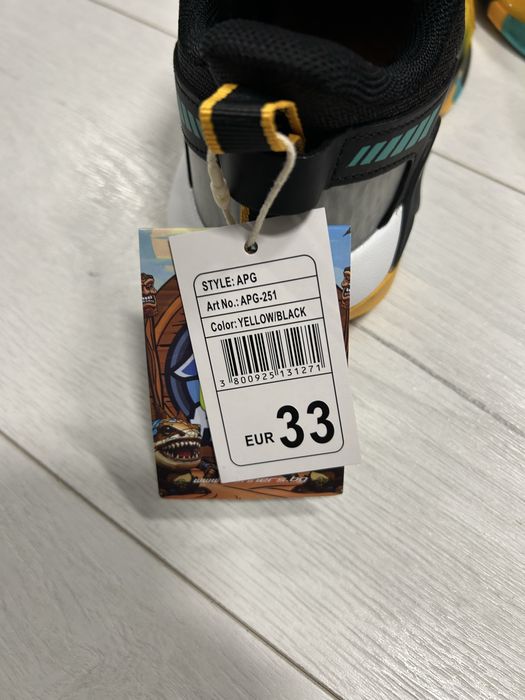 STYLE: APG
Art No.: APG-251
Color: YELLOW/BLACK
3 800925 131271
EUR 33